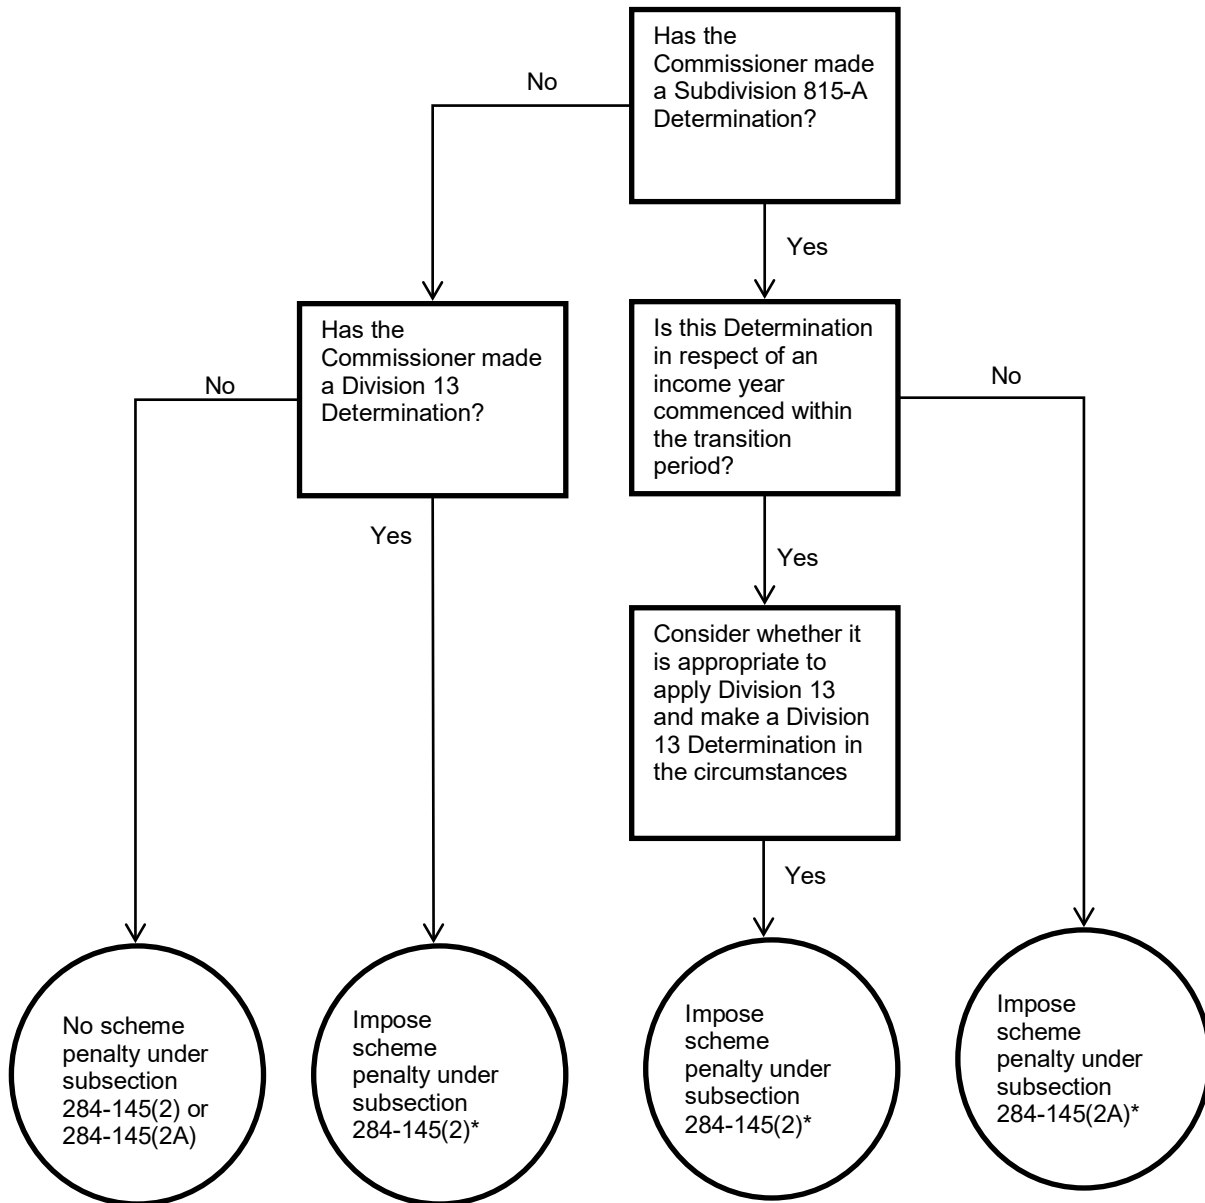 Has the
Commissioner made
a Subdivision 815-A
Determination?
No
Yes
Has the
Commissioner made
a Division 13
Determination?
Is this Determination
in respect of an
income year
commenced within
the transition
period?
No
No
Yes
Yes
Consider whether it
is appropriate to
apply Division 13
and make a Division
13 Determination in
the circumstances
Yes
No scheme
penalty under
subsection
284-145(2) or
284-145(2A)
Impose
scheme
penalty under
subsection
284-145(2)*
Impose
scheme
penalty under
subsection
284-145(2)*
Impose
scheme
penalty under
subsection
284-145(2A)*